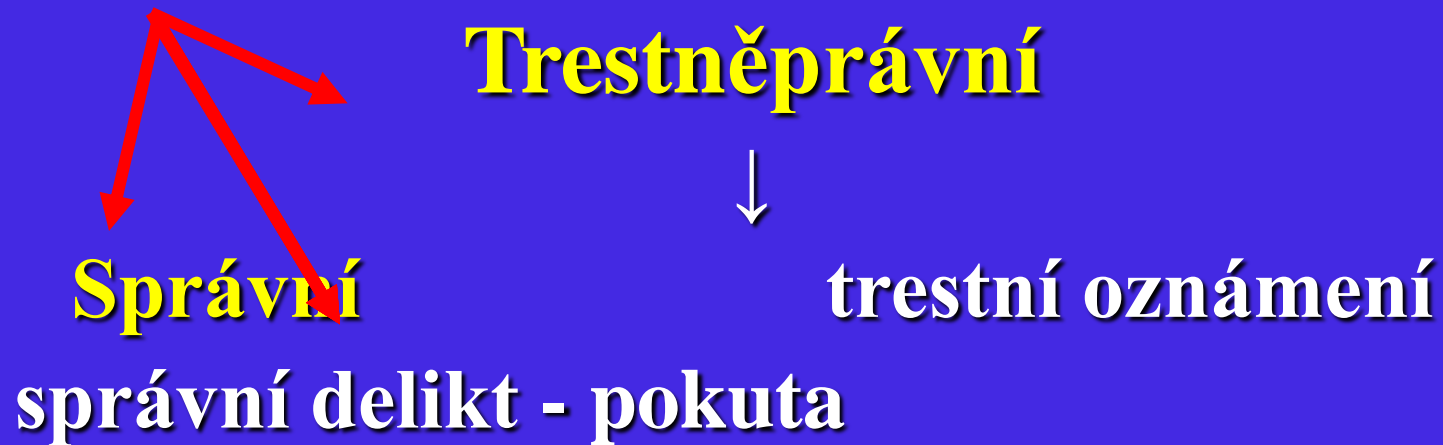 Trestněprávní
↓
Správní trestní oznámení
správní delikt - pokuta